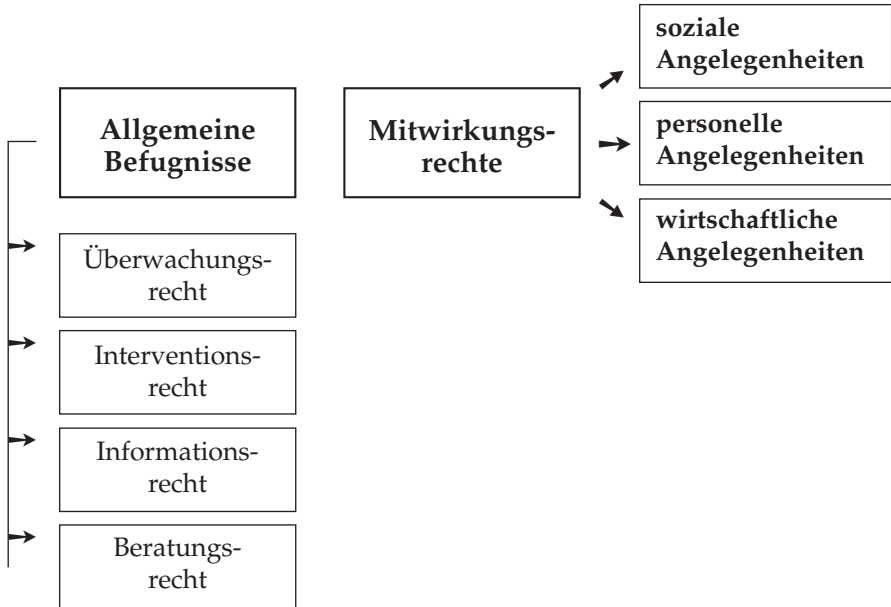 Allgemeine
Befugnisse
Überwachungs-
recht
Interventions-
recht
Informations-
recht
Beratungs-
recht
Mitwirkungs-
rechte
soziale
Angelegenheiten
personelle
Angelegenheiten
wirtschaftliche
Angelegenheiten